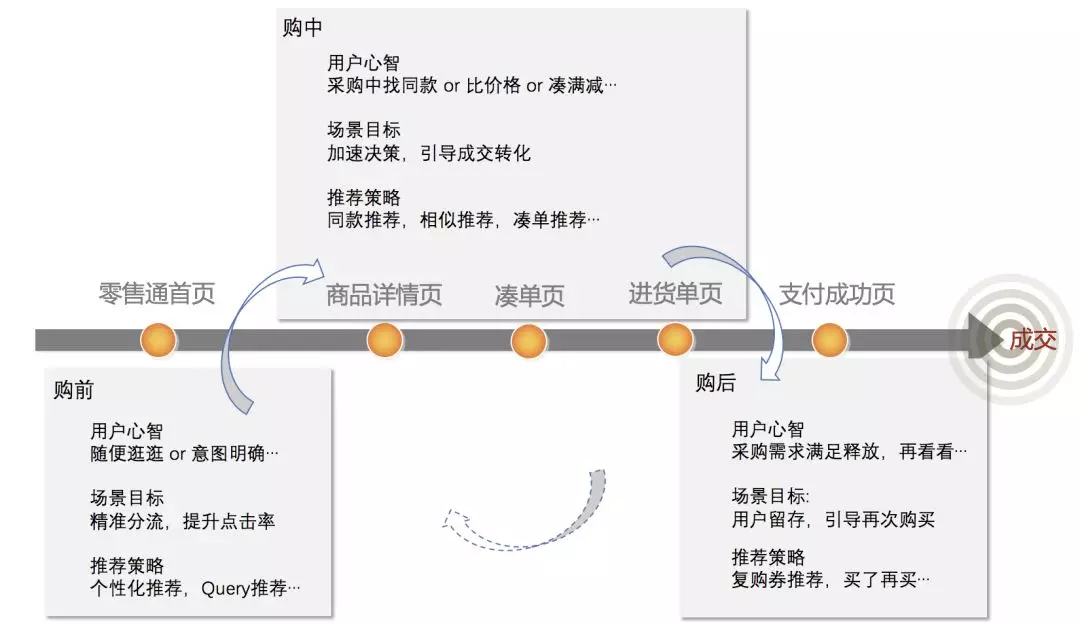 购中
用户心智
采购中找同款 or 比价格 or 凑满减…
场景目标
加速决策，引导成交转化
推荐策略
同款推荐，相似推荐，凑单推荐…
零售通首页
商品详情页
凑单页
进货单页
支付成功页
成交
购前
用户心智
随便逛逛 or 意图明确…
场景目标
精准分流，提升点击率
推荐策略
个性化推荐，Query推荐…
购后
用户心智
采购需求满足释放，再看看…
场景目标:
用户留存，引导再次购买
推荐策略
复购券推荐，买了再买…